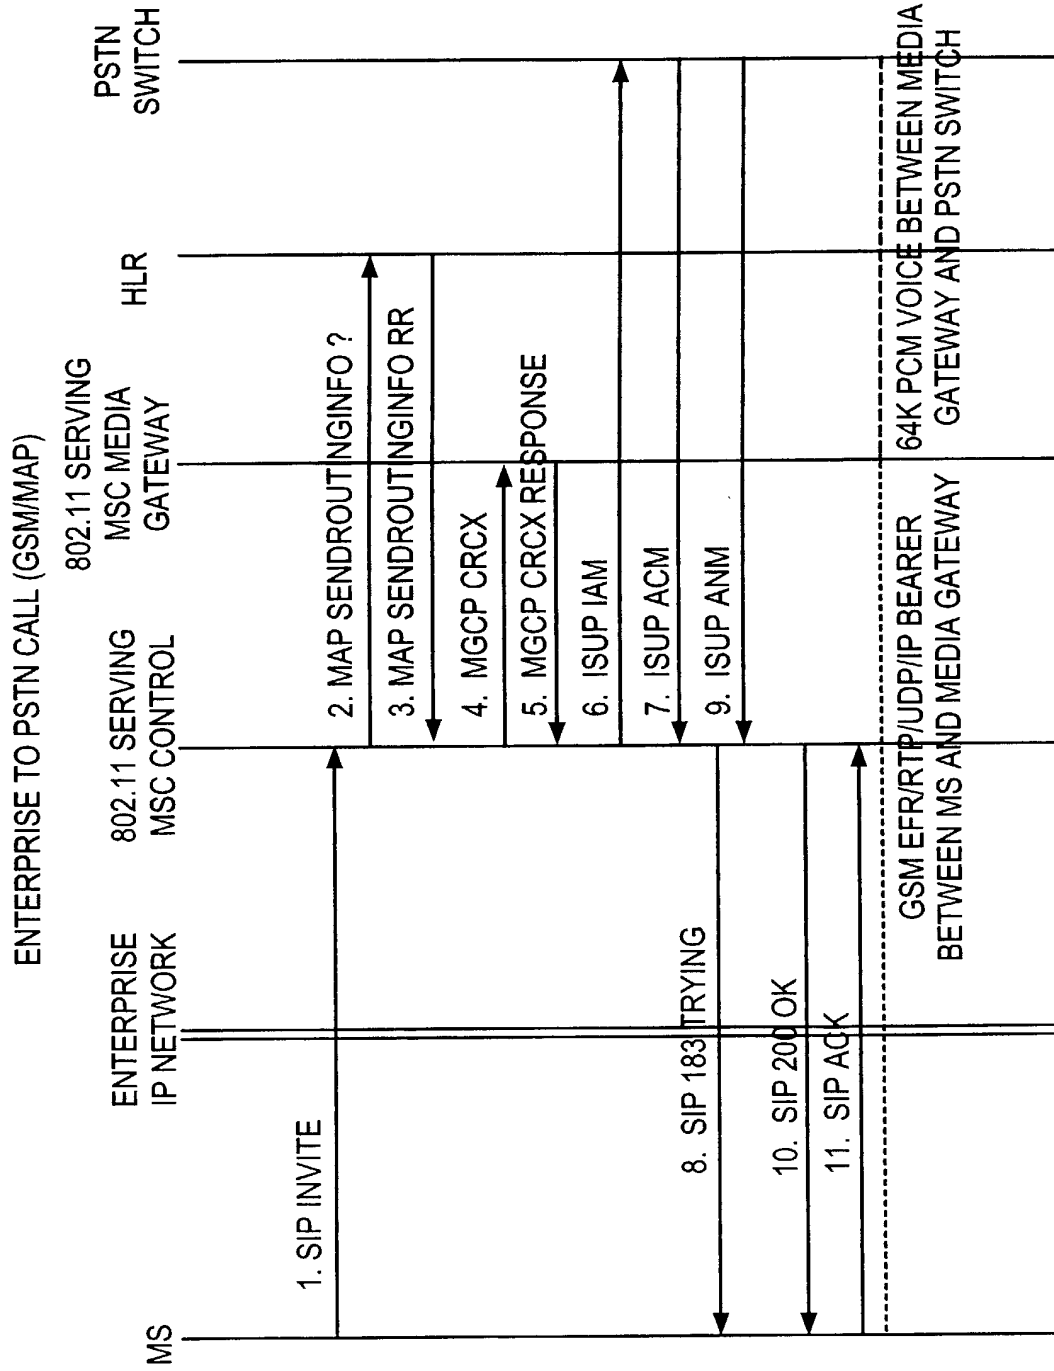 ENTERPRISE TO PSTN CALL (GSM/MAP)
MS
ENTERPRISE
IP NETWORK
802.11 SERVING
MSC CONTROL
802.11 SERVING
MSC MEDIA
GATEWAY
HLR
PSTN
SWITCH
1. SIP INVITE
2. MAP SENDROUTINGINFO ?
3. MAP SENDROUTINGINFO RR
4. MGCP CRCX
5. MGCP CRCX RESPONSE
6. ISUP IAM
7. ISUP ACM
8. SIP 183 TRYING
9. ISUP ANM
10. SIP 200 OK
11. SIP ACK
GSM EFR/RTP/UDP/IP BEARER
BETWEEN MS AND MEDIA GATEWAY
64K PCM VOICE BETWEEN MEDIA
GATEWAY AND PSTN SWITCH